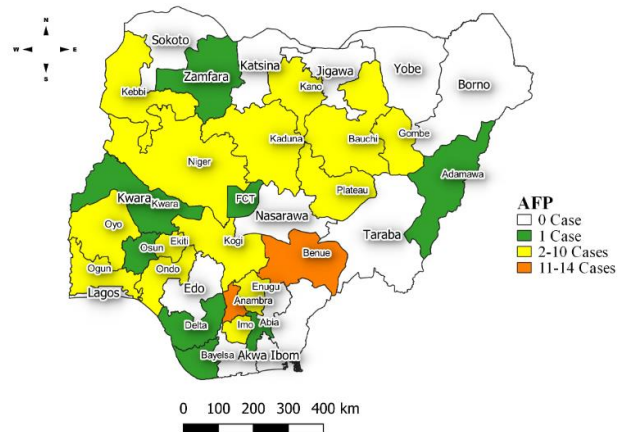 N
W E
S
Sokoto
Zamfara
Katsina
Jigawa
Yobe
Borno
Kebbi
Kano
Kaduna
Bauchi
Gombe
Niger
Adamawa
Plateau
Kwara
Kwara
FCT
Nasarawa
Taraba
Oyo
Osun
Ekiti
Kogi
Benue
Ogun
Ondo
Lagos
Edo
Enugu
Anambra
Delta
Imo
Abia
Bayelsa
Akwa Ibom
AFP
0 Case
1 Case
2-10 Cases
11-14 Cases
0 100 200 300 400 km